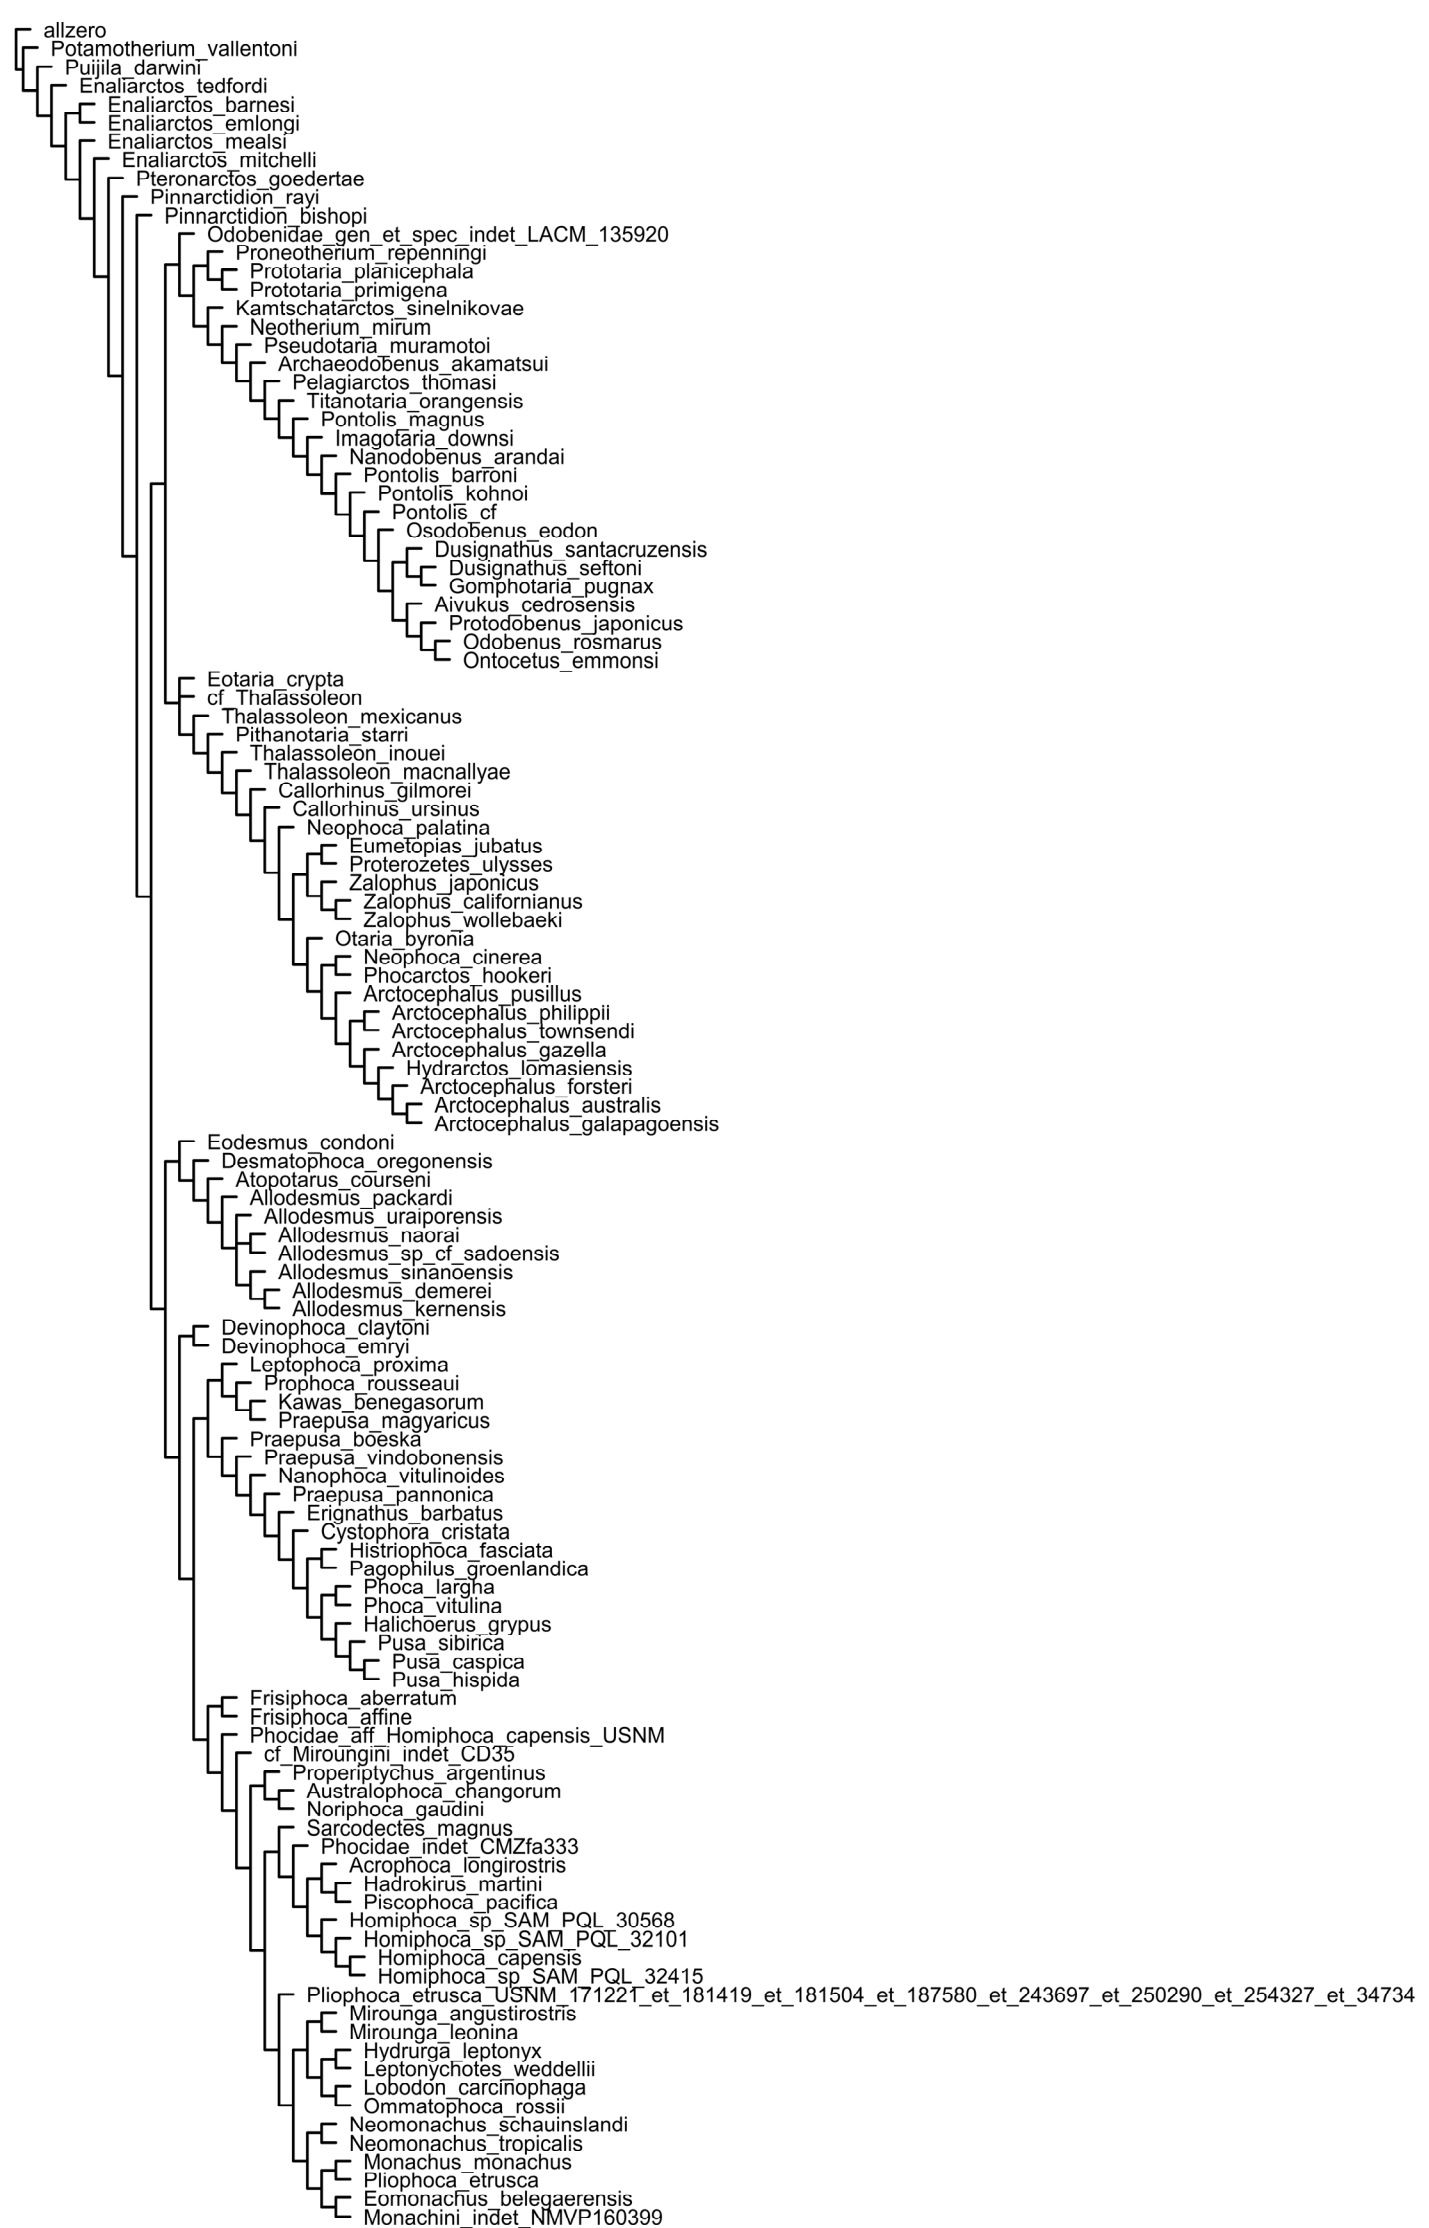 allzero
Potamotherium_vallentoni
Puijila_darwini
Enaliarctos_tedfordi
Enaliarctos_barnesi
Enaliarctos_emlongi
Enaliarctos_mealsi
Enaliarctos_mitchelli
Pteronarctos_goedertae
Pinnarctidion_rayi
Pinnarctidion_bishopi
Odobenidae_gen_et_spec_indet_LACM_135920
Proneotherium_repenningi
Prototaria_planicephala
Prototaria_primigena
Kamtschatarctos_sinelnikovae
Neotherium_mirum
Pseudotaria_muramotoi
Archaeodobenus_akamatsui
Pelagiarctos_thomasi
Titanotaria_orangensis
Pontolis_magnus
Imagotaria_downsi
Nanodobenus_arandai
Pontolis_barroni
Pontolis_kohnoi
Pontolis_cf
Osodobenus_eodon
Dusignathus_santacruzensis
Dusignathus_seftoni
Gomphotaria_pugnax
Aivukus_cedrosensis
Protodobenus_japonicus
Odobenus_rosmarus
Ontocetus_emmonsi
Eotaria_crypta
cf_Thalassoleon
Thalassoleon_mexicanus
Pithanotaria_starri
Thalassoleon_inouei
Thalassoleon_macnallyae
Callorhinus_gilmorei
Callorhinus_ursinus
Neophoca_palatina
Eumetopias_jubatus
Proterozetes_ulysses
Zalophus_japonicus
Zalophus_californianus
Zalophus_wollebaeki
Otaria_byronia
Neophoca_cinerea
Phocarctos_hookeri
Arctocephalus_pusillus
Arctocephalus_philippii
Arctocephalus_townsendi
Arctocephalus_gazella
Hydrarctos_lomasiensis
Arctocephalus_forsteri
Arctocephalus_australis
Arctocephalus_galapagoensis
Eodesmus_condoni
Desmatophoca_oregonensis
Atopotarus_courseni
Allodesmus_packardi
Allodesmus_uraiporensis
Allodesmus_naorai
Allodesmus_sp_cf_sadoensis
Allodesmus_sinanoensis
Allodesmus_demerei
Allodesmus_kernensis
Devinophoca_claytoni
Devinophoca_emryi
Leptophoca_proxima
Prophoca_rousseaui
Kawas_benegasorum
Praepusa_magyaricus
Praepusa_boeska
Praepusa_vindobonensis
Nanophoca_vitulinoides
Praepusa_pannonica
Erignathus_barbatus
Cystophora_cristata
Histriophoca_fasciata
Pagophilus_groenlandica
Phoca_largha
Phoca_vitulina
Halichoerus_grypus
Pusa_sibirica
Pusa_caspica
Pusa_hispida
Frisiphoca_aberratum
Frisiphoca_affine
Phocidae_aff_Homiphoca_capensis_USNM
cf_Miroungini_indet_CD35
Properiptychus_argentinus
Australophoca_changorum
Noriphoca_gaudini
Sarcodectes_magnus
Phocidae_indet_CMZfa333
Acrophoca_longirostris
Hadrokirus_martini
Piscophoca_pacifica
Homiphoca_sp_SAM_PQL_30568
Homiphoca_sp_SAM_PQL_32101
Homiphoca_capensis
Homiphoca_sp_SAM_PQL_32415
Pliophoca_etrusca_USNM_171221_et_181419_et_181504_et_187580_et_243697_et_250290_et_254327_et_34734
Mirounga_angustirostris
Mirounga_leonina
Hydrurga_leptonyx
Leptonychotes_weddellii
Lobodon_carcinophaga
Ommatophoca_rossii
Neomonachus_schauinslandi
Neomonachus_tropicalis
Monachus_monachus
Pliophoca_etrusca
Eomonachus_belegaerensis
Monachini_indet_NMVP160399